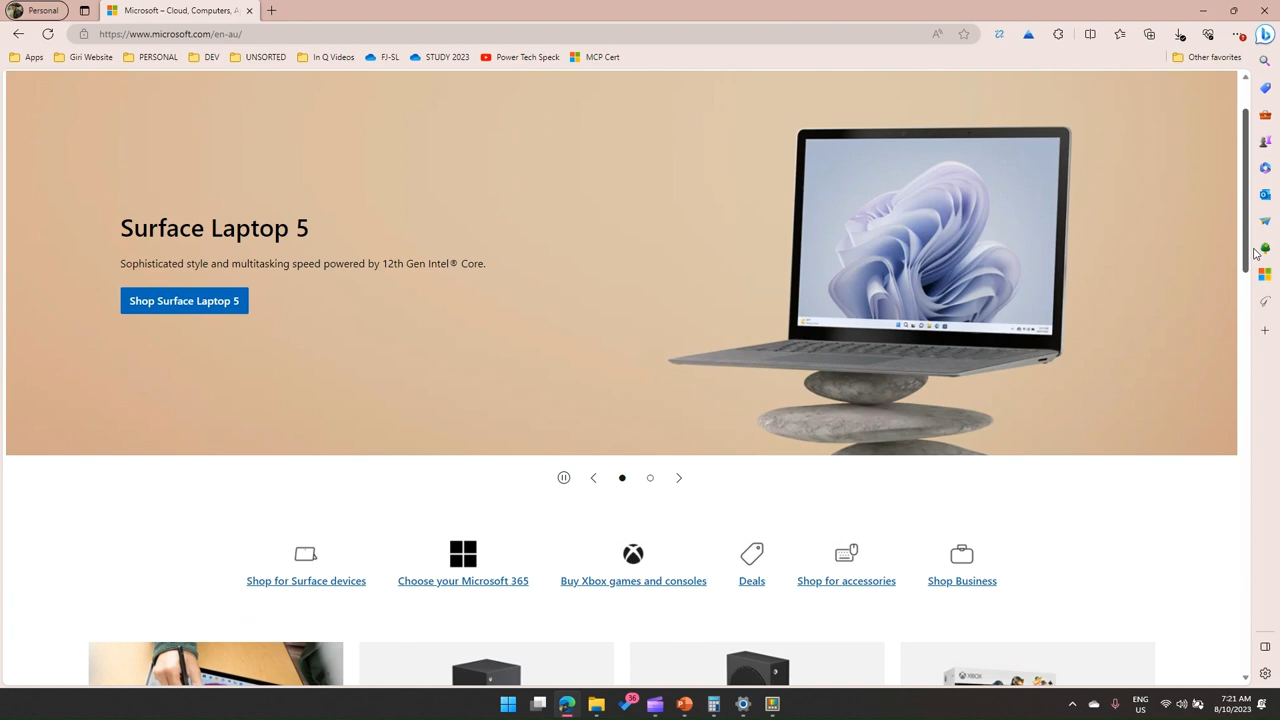 Personal
Microsoft – Cloud, Computers, A
https://www.microsoft.com/en-au/
Apps
Giri Website
PERSONAL
DEV
UNSORTED
In Q Videos
FJ-SL
STUDY 2023
Power Tech Speck
MCP Cert
Other favorites
Surface Laptop 5
Sophisticated style and multitasking speed powered by 12th Gen Intel® Core.
Shop Surface Laptop 5
Shop for Surface devices
Choose your Microsoft 365
Buy Xbox games and consoles
Deals
Shop for accessories
Shop Business
XBOX
36
ENG
US
7:21 AM
8/10/2023